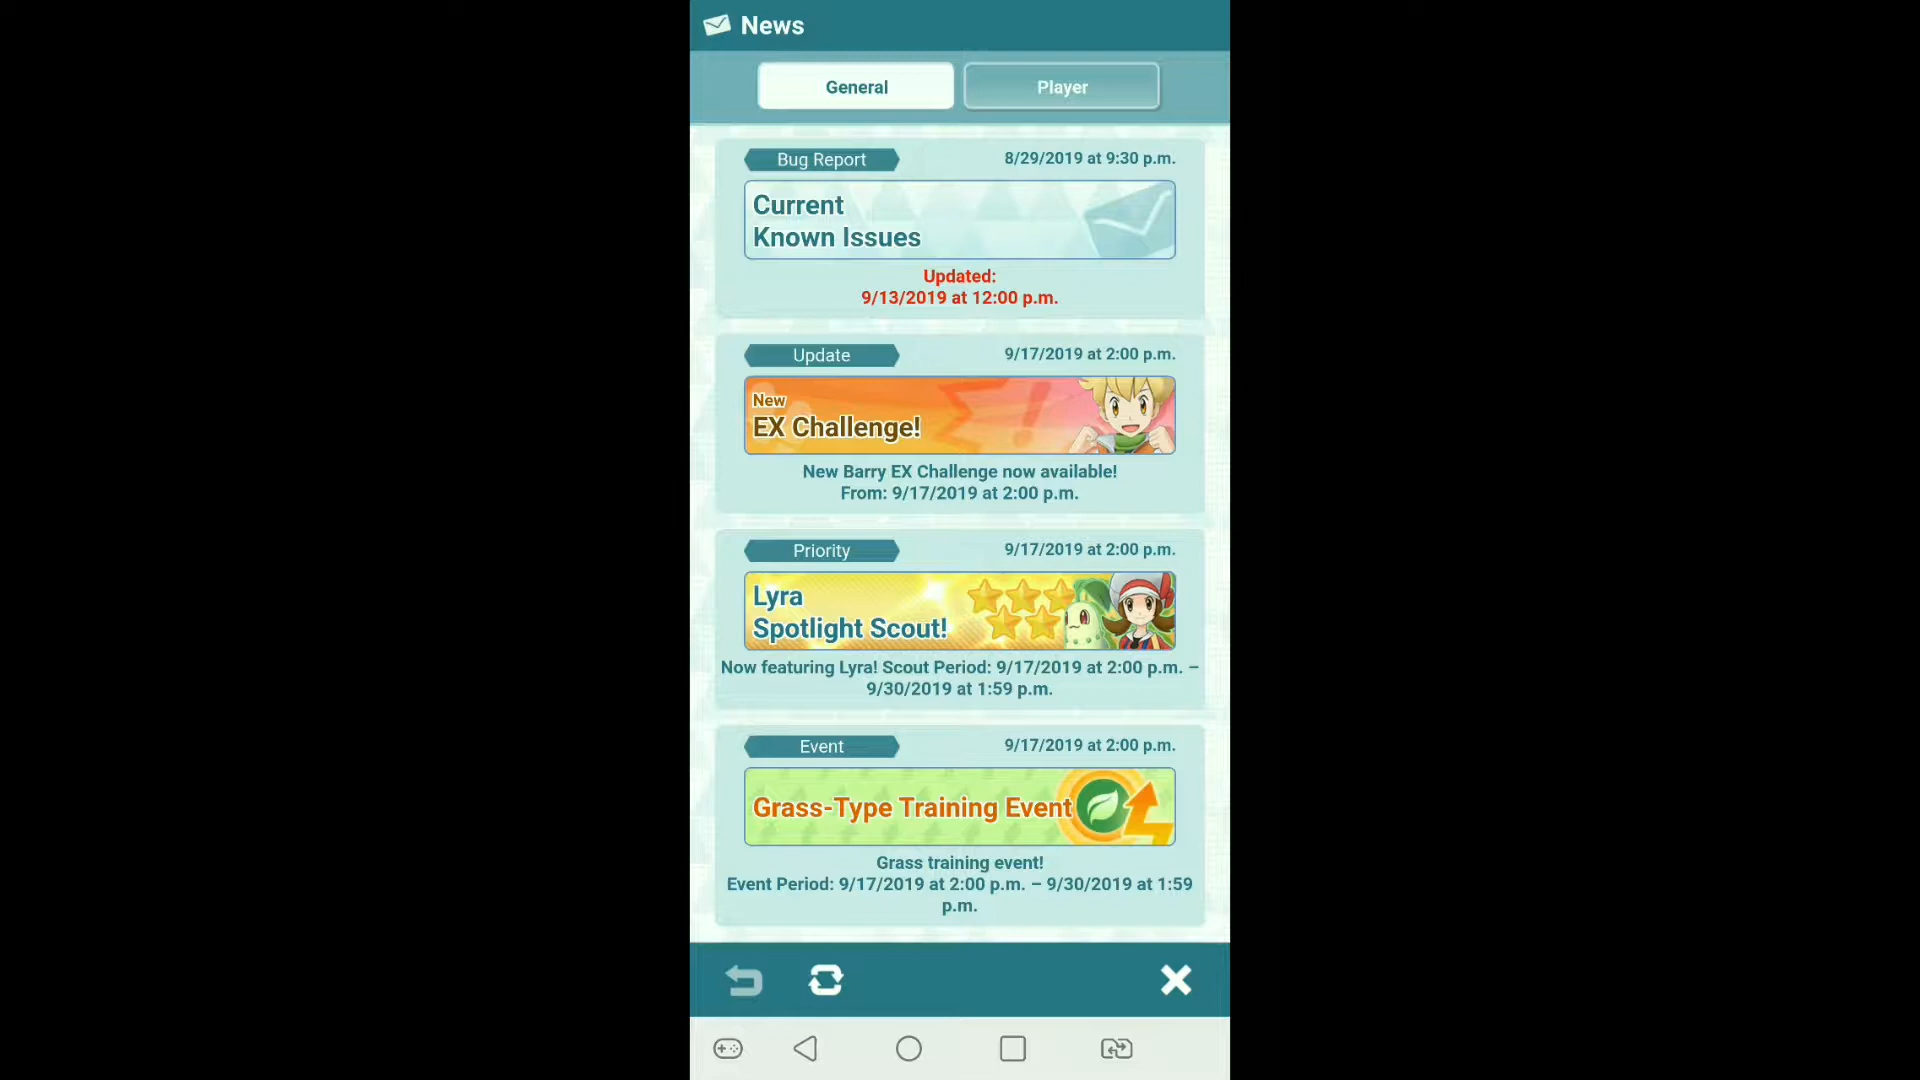 News
General
Player
Bug Report
8/29/2019 at 9:30 p.m.
Current
Known Issues
Updated:
9/13/2019 at 12:00 p.m.
Update
9/17/2019 at 2:00 p.m.
New
EX Challenge!
New Barry EX Challenge now available!
From: 9/17/2019 at 2:00 p.m.
Priority
9/17/2019 at 2:00 p.m.
Lyra
Spotlight Scout!
Now featuring Lyra! Scout Period: 9/17/2019 at 2:00 p.m. –
9/30/2019 at 1:59 p.m.
Event
9/17/2019 at 2:00 p.m.
Grass-Type Training Event
Grass training event!
Event Period: 9/17/2019 at 2:00 p.m. – 9/30/2019 at 1:59
p.m.